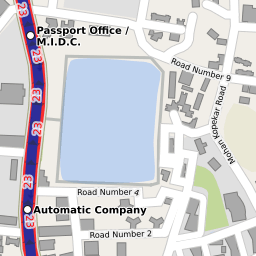 23
Passport Office /
M.I.D.C.
Road Number 9
23
23
Mohan Kopekar Road
23
23
Road Number 4
Automatic Company
23
Road Number 2